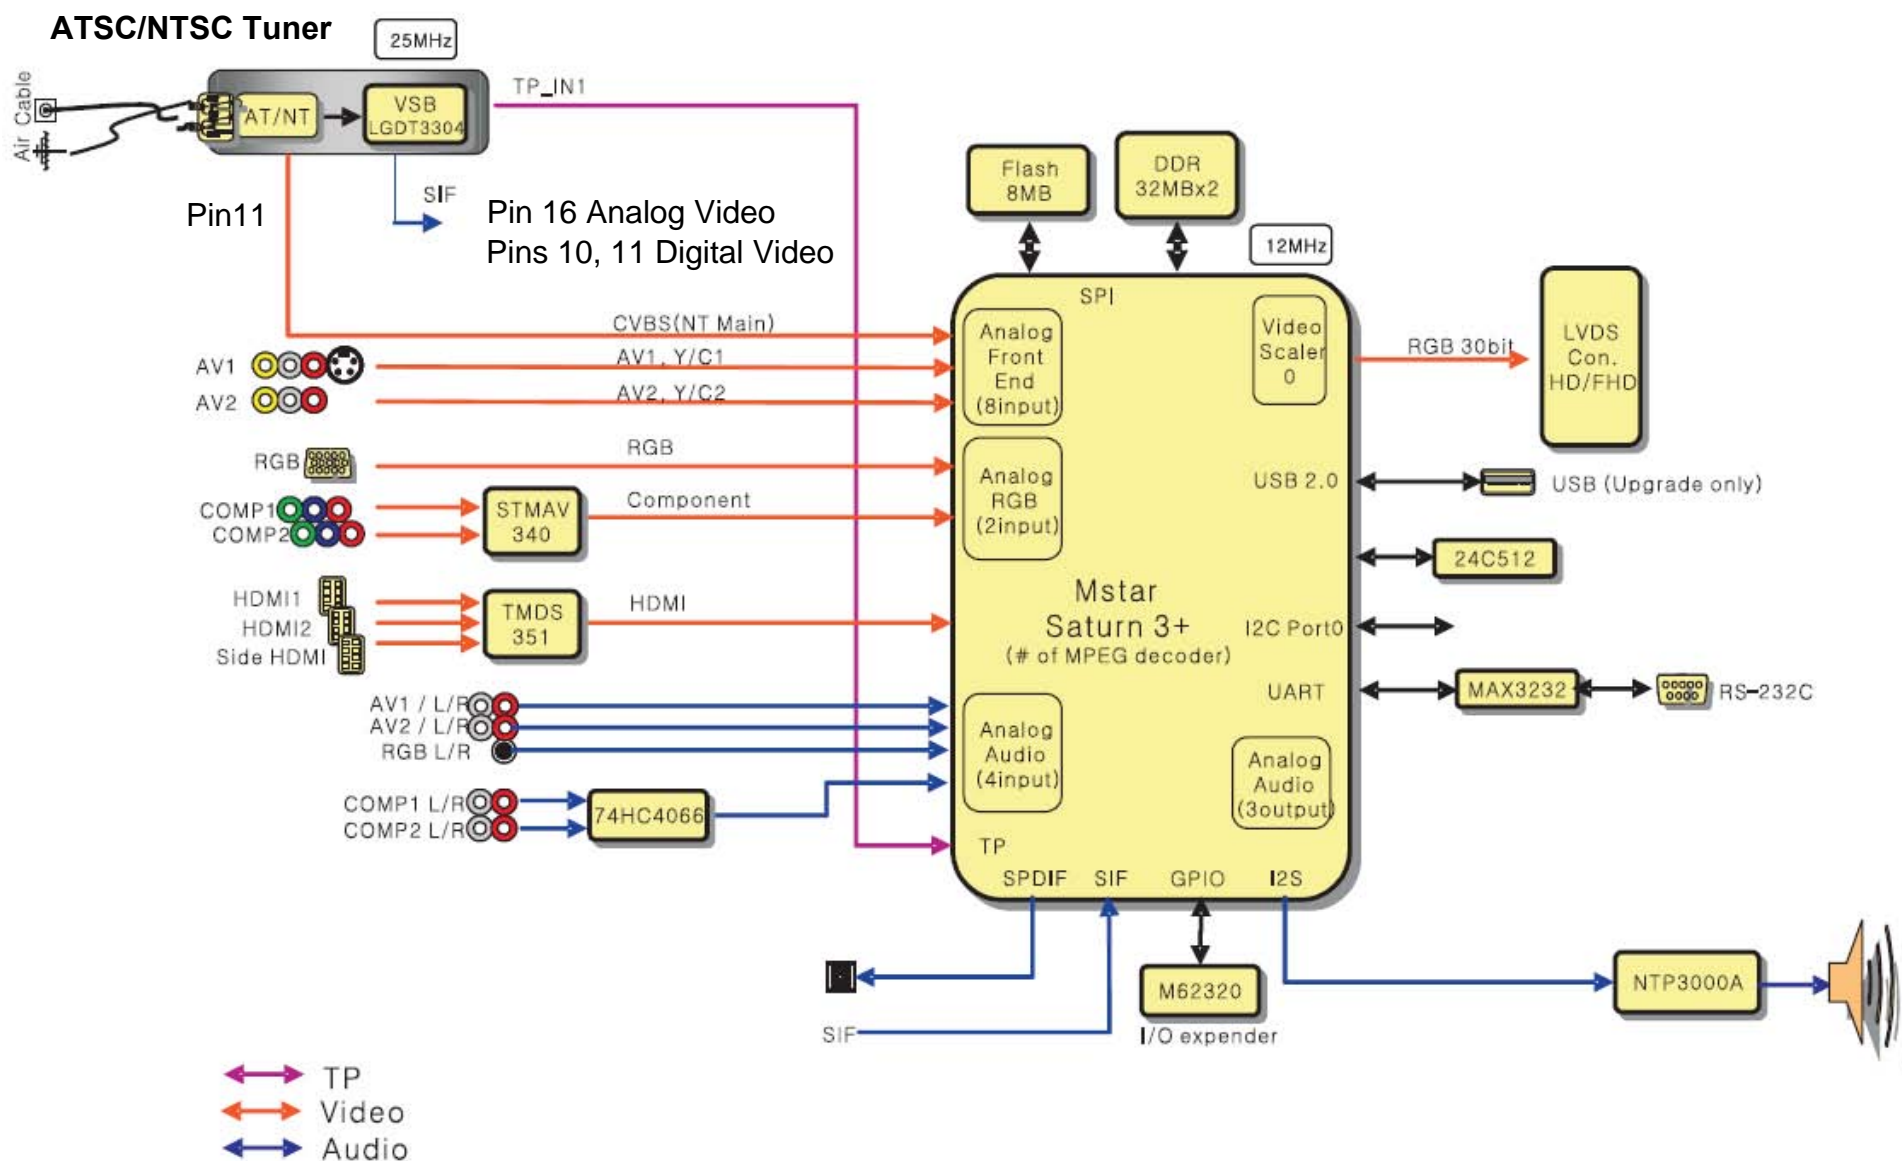 ATSC/NTSC Tuner
25MHz
TP_IN1
Air Cable
AT/NT
VSB
LGDT3304
SIF
Pin11
Pin 16 Analog Video
Pins 10, 11 Digital Video
Flash
8MB
DDR
32MBx2
12MHz
SPI
CVBS(NT Main)
AV1, Y/C1
AV2, Y/C2
AV1
AV2
Analog
Front
End
(8input)
Video
Scaler
0
RGB 30bit
LVDS
Con.
HD/FHD
RGB
RGB
COMP1
COMP2
STMAV
340
Component
Analog
RGB
(2input)
USB 2.0
USB (Upgrade only)
24C512
HDMI1
HDMI2
Side HDMI
TMDS
351
HDMI
Mstar
Saturn 3+
(# of MPEG decoder)
I2C Port0
UART
MAX3232
RS-232C
AV1 / L/R
AV2 / L/R
RGB L/R
Analog
Audio
(4input)
Analog
Audio
(3output)
COMP1 L/R
COMP2 L/R
74HC4066
TP
SPDIF
SIF
GPIO
I2S
M62320
I/O expender
SIF
NTP3000A
TP
Video
Audio